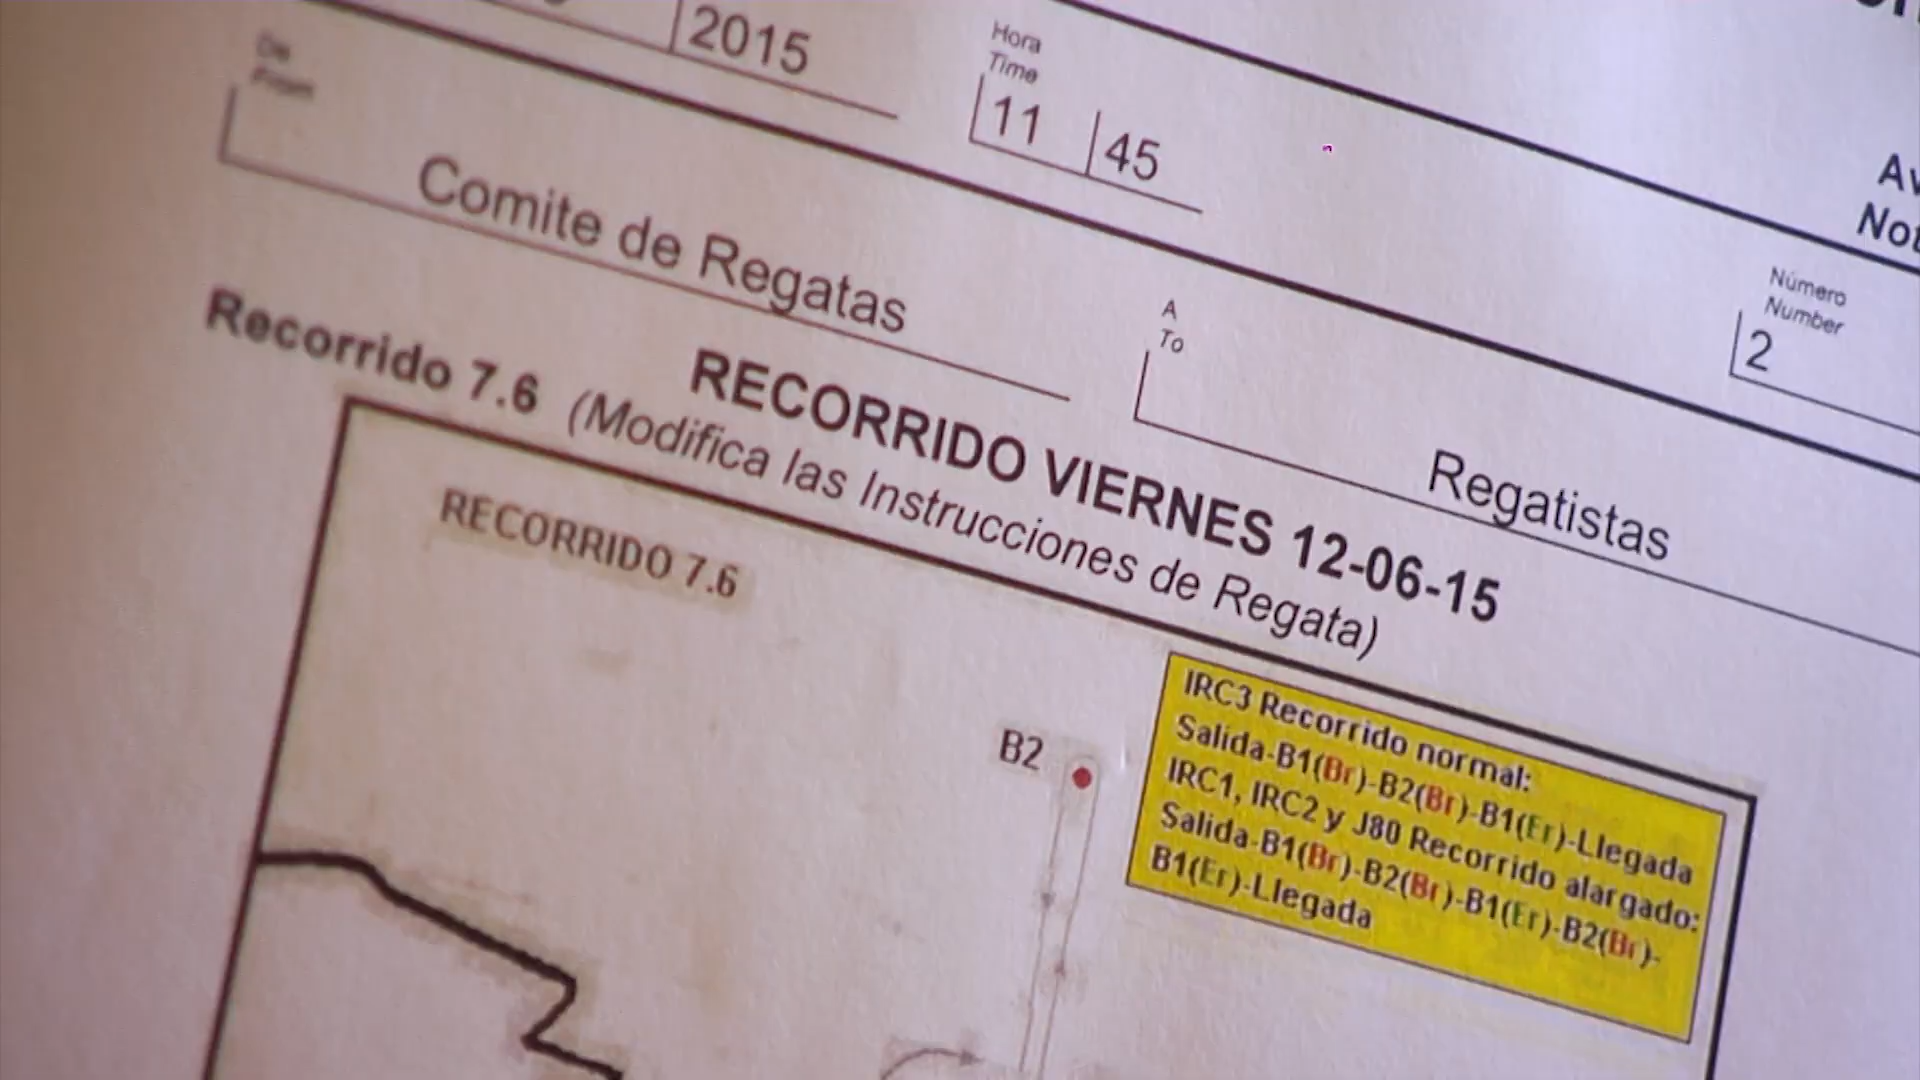 2015
Hora
Time
11 45
De
From
Comite de Regatas
A
To
Regatistas
Número
Number
2
RECORRIDO VIERNES 12-06-15
Recorrido 7.6 (Modifica las Instrucciones de Regata)
RECORRIDO 7.6
B2
IRC3 Recorrido normal:
Salida-B1(Br)-B2(Br)-B1(Er)-Llegada
IRC1, IRC2 y J80 Recorrido alargado:
Salida-B1(Br)-B2(Br)-B1(Er)-B2(Br)-
B1(Er)-Llegada